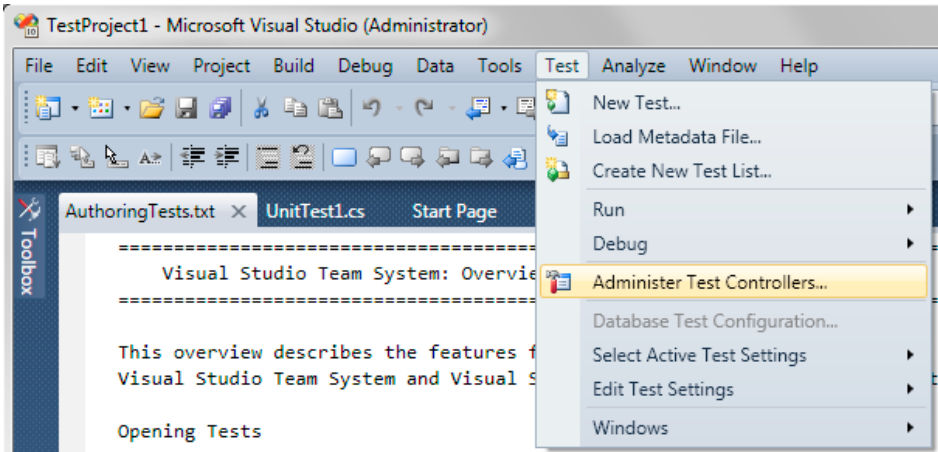 TestProject1 - Microsoft Visual Studio (Administrator)
File Edit View Project Build Debug Data Tools Test Analyze Window Help
New Test...
Load Metadata File...
Create New Test List...
Run
Debug
Administer Test Controllers...
Database Test Configuration...
Select Active Test Settings
Edit Test Settings
Windows
Toolbox
AuthoringTests.txt UnitTest1.cs Start Page
==========================================
Visual Studio Team System: Overvie
==========================================
This overview describes the features f
Visual Studio Team System and Visual S
Opening Tests